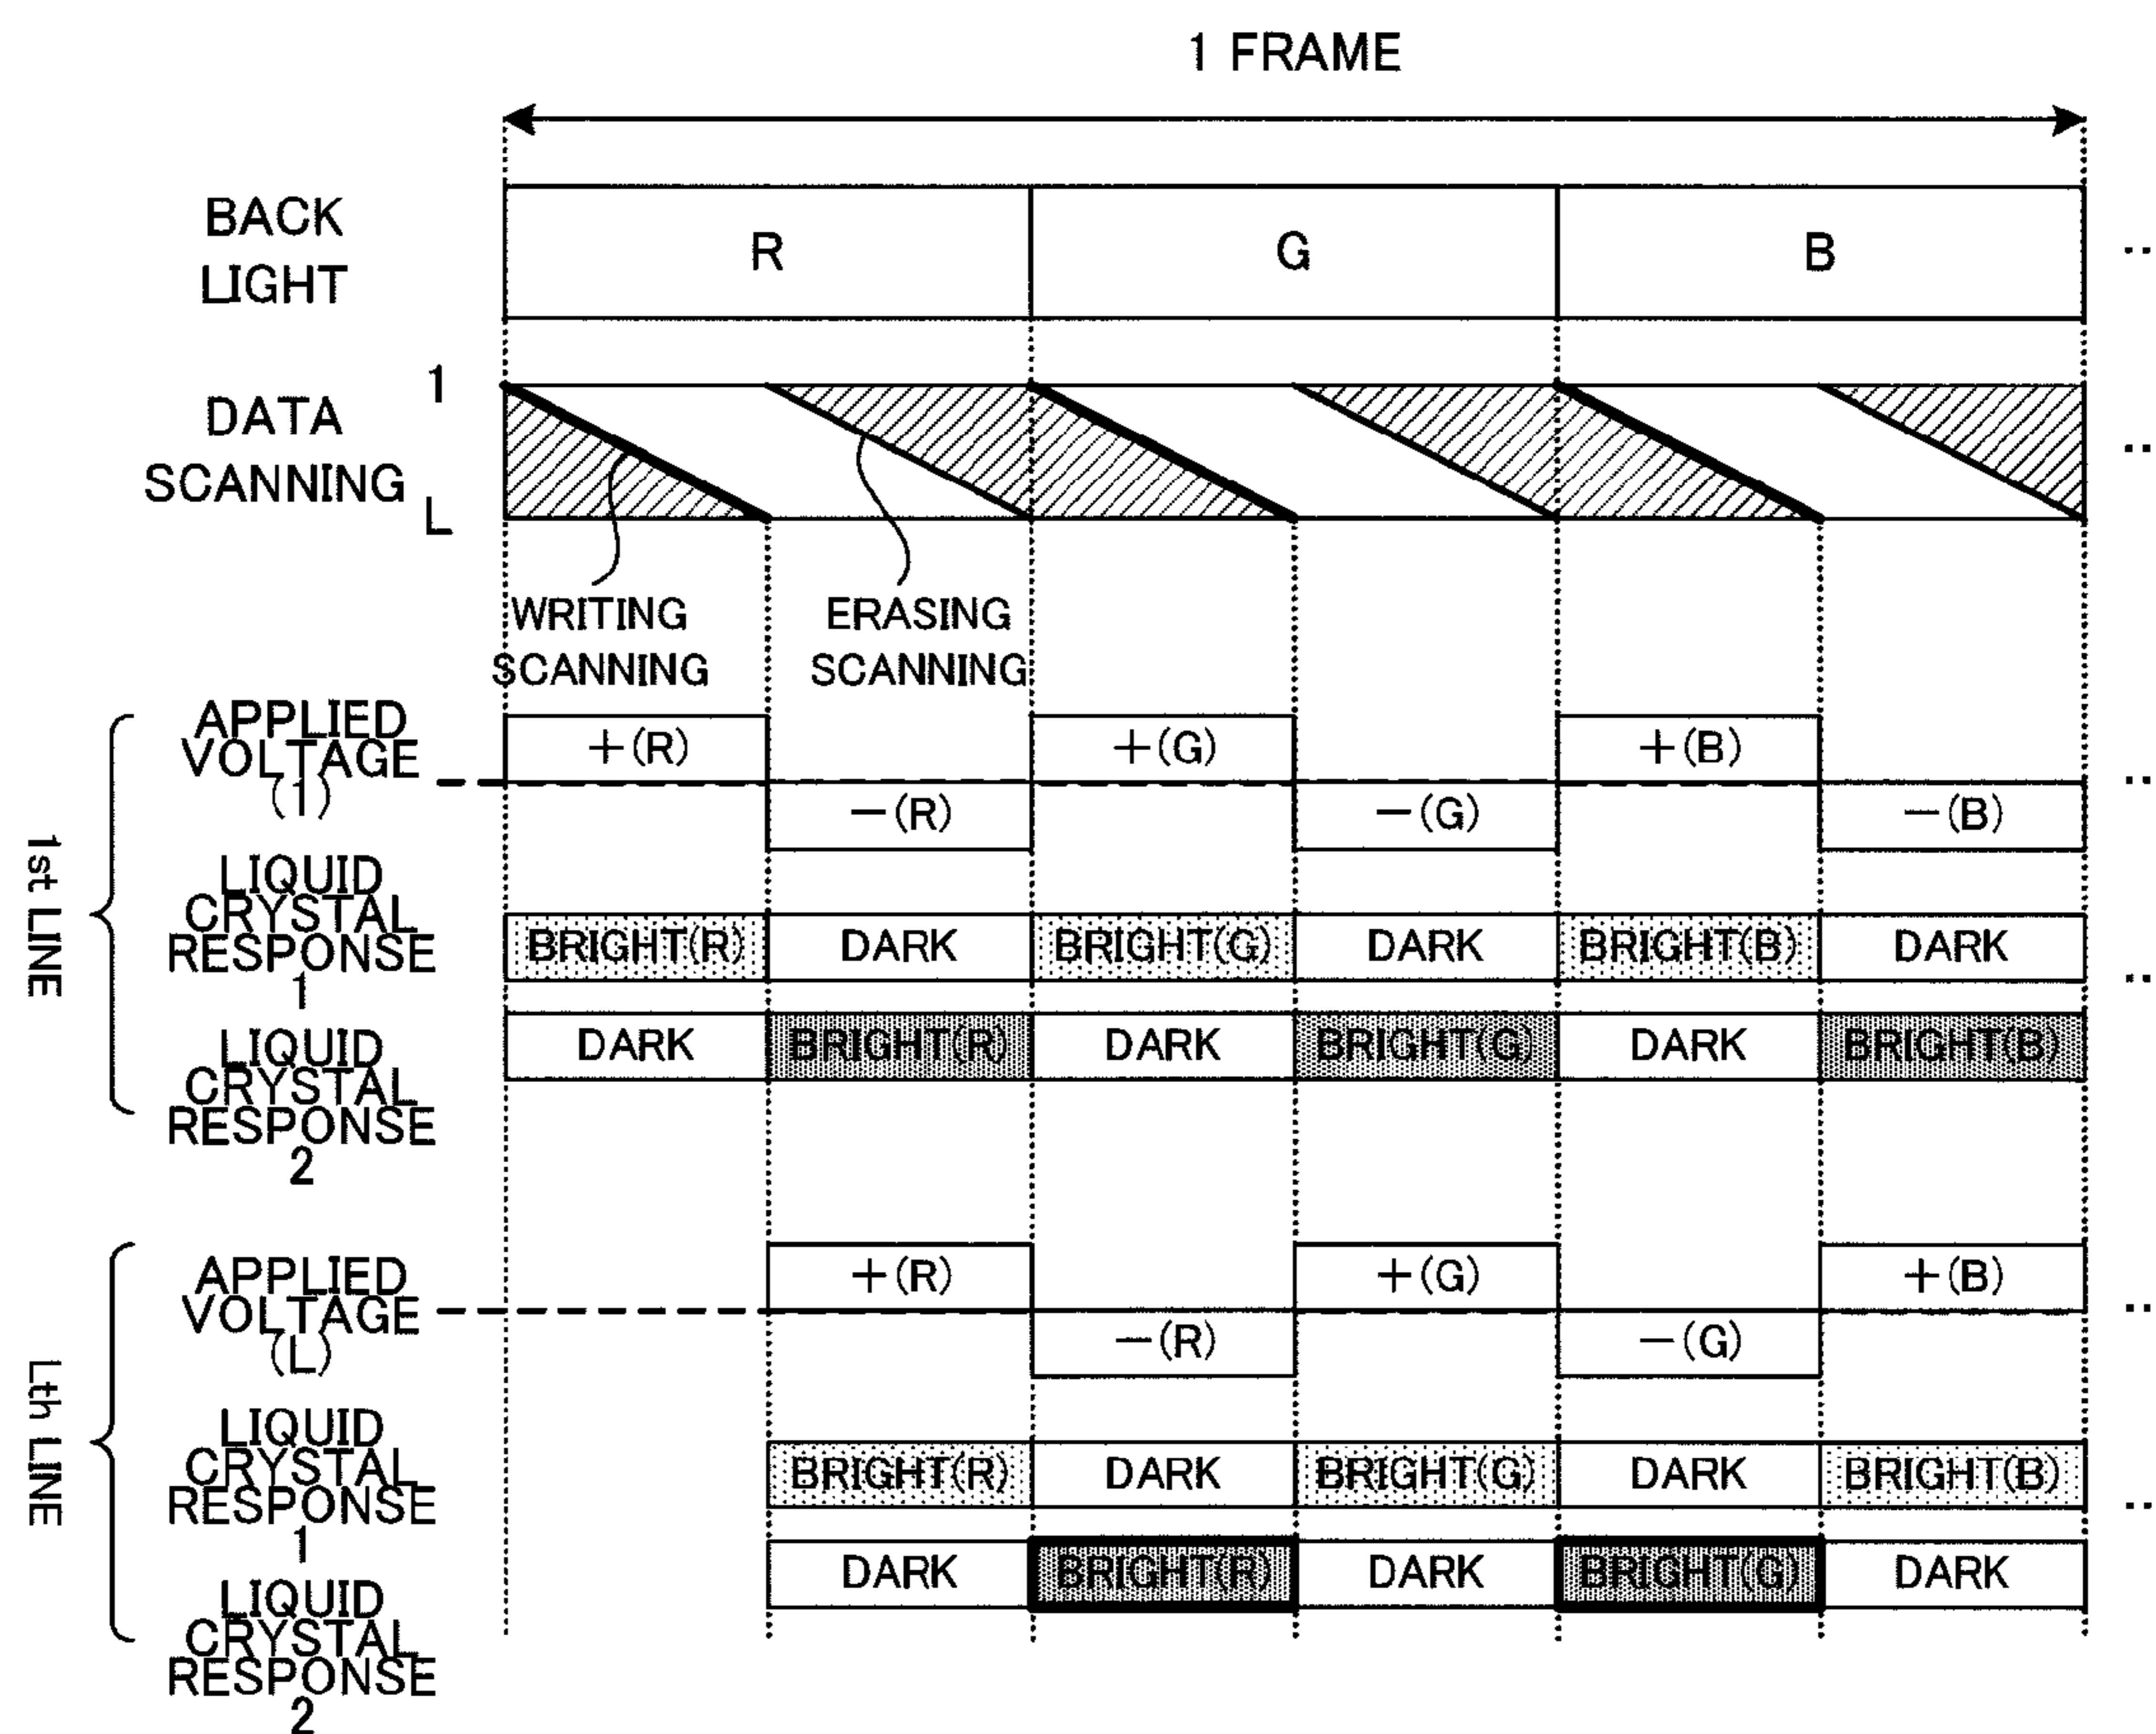 1 FRAME
BACK
LIGHT
R G B ..
DATA
SCANNING
1
L
..
WRITING
SCANNING
ERASING
SCANNING
1st LINE
APPLIED
VOLTAGE
(1)
+(R) +(G) +(B)
-(R) -(G) -(B)
..
LIQUID
CRYSTAL
RESPONSE
1
BRIGHT(R) DARK BRIGHT(G) DARK BRIGHT(B) DARK
..
LIQUID
CRYSTAL
RESPONSE
2
DARK BRIGHT(R) DARK BRIGHT(G) DARK BRIGHT(B)
Lth LINE
APPLIED
VOLTAGE
(L)
+(R) +(G) +(B)
-(R) -(G)
..
LIQUID
CRYSTAL
RESPONSE
1
BRIGHT(R) DARK BRIGHT(G) DARK BRIGHT(B)
..
LIQUID
CRYSTAL
RESPONSE
2
DARK BRIGHT(R) DARK BRIGHT(G) DARK